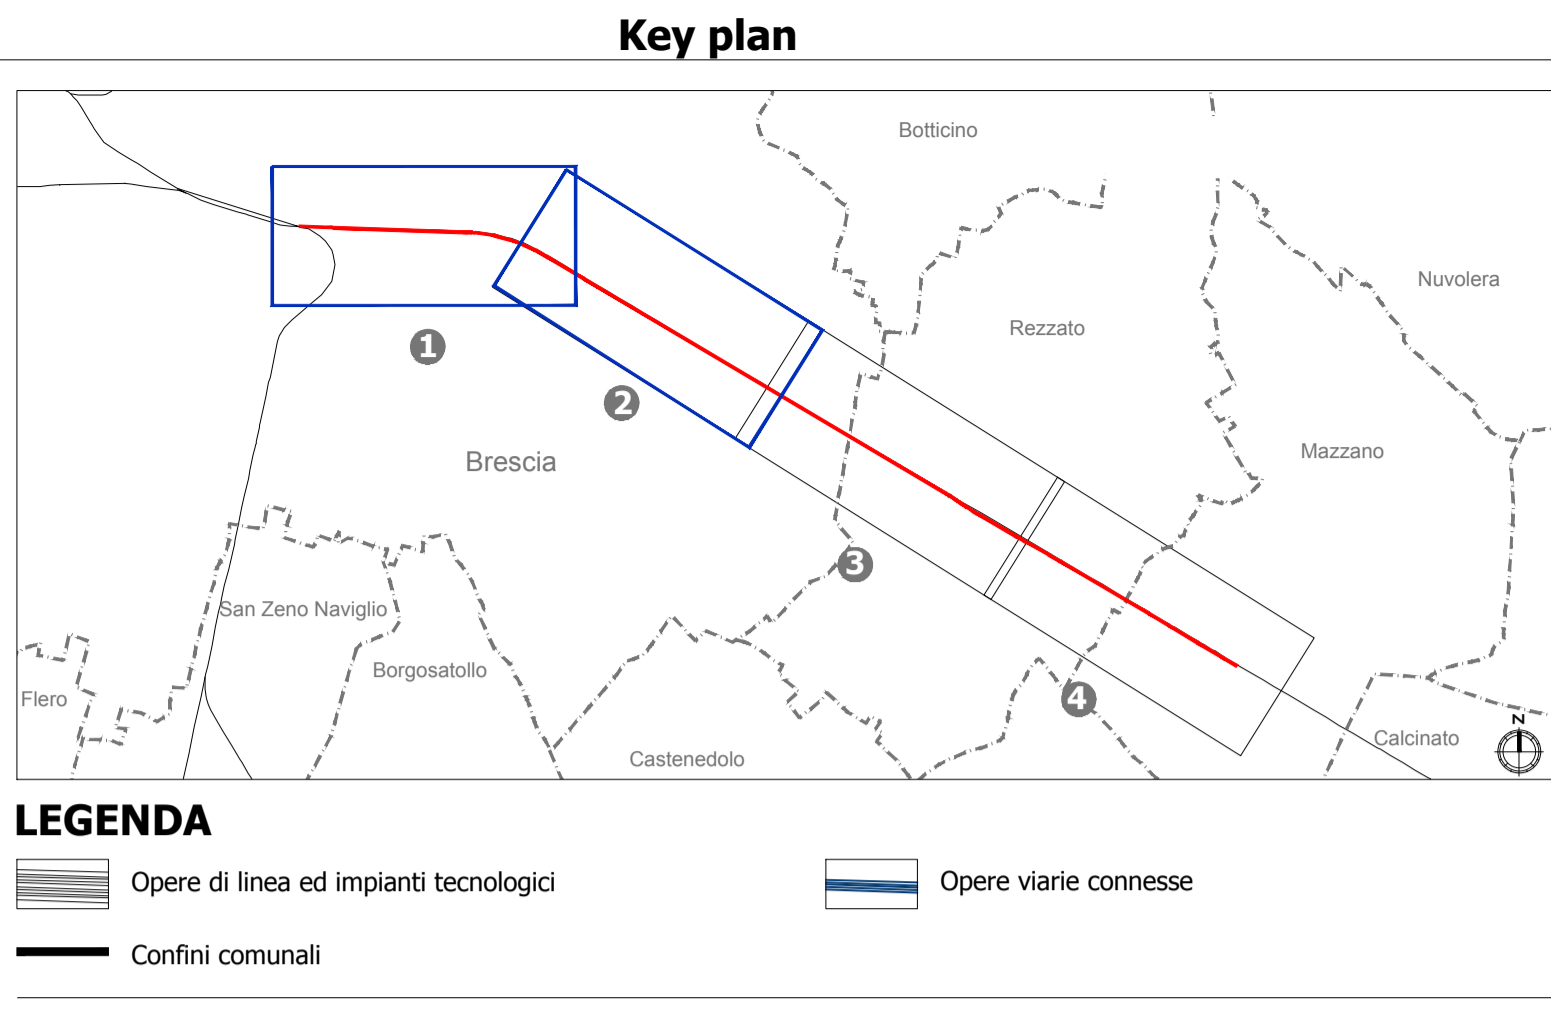 Key plan
Botticino
Nuvolera
Rezzato
1
2
Mazzano
Brescia
3
San Zeno Naviglio
Borgosatollo
Flero
4
N
Calcinato
Castenedolo
LEGENDA
Opere di linea ed impianti tecnologici
Opere viarie connesse
Confini comunali